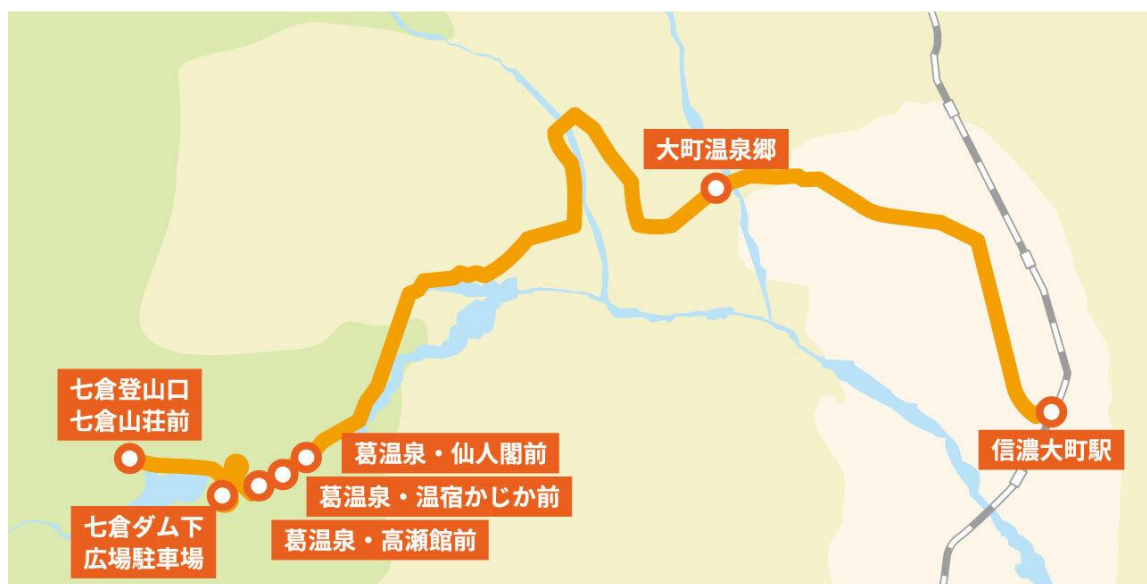 大町温泉郷
七倉登山口
七倉山荘前
信濃大町駅
葛温泉・仙人閣前
葛温泉・温宿かじか前
七倉ダム下
広場駐車場
葛温泉・高瀬館前